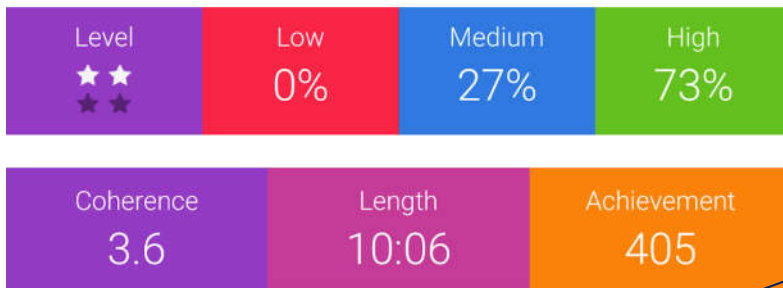 Level Low Medium High
0% 27% 73%
Coherence Length Achievement
3.6 10:06 405